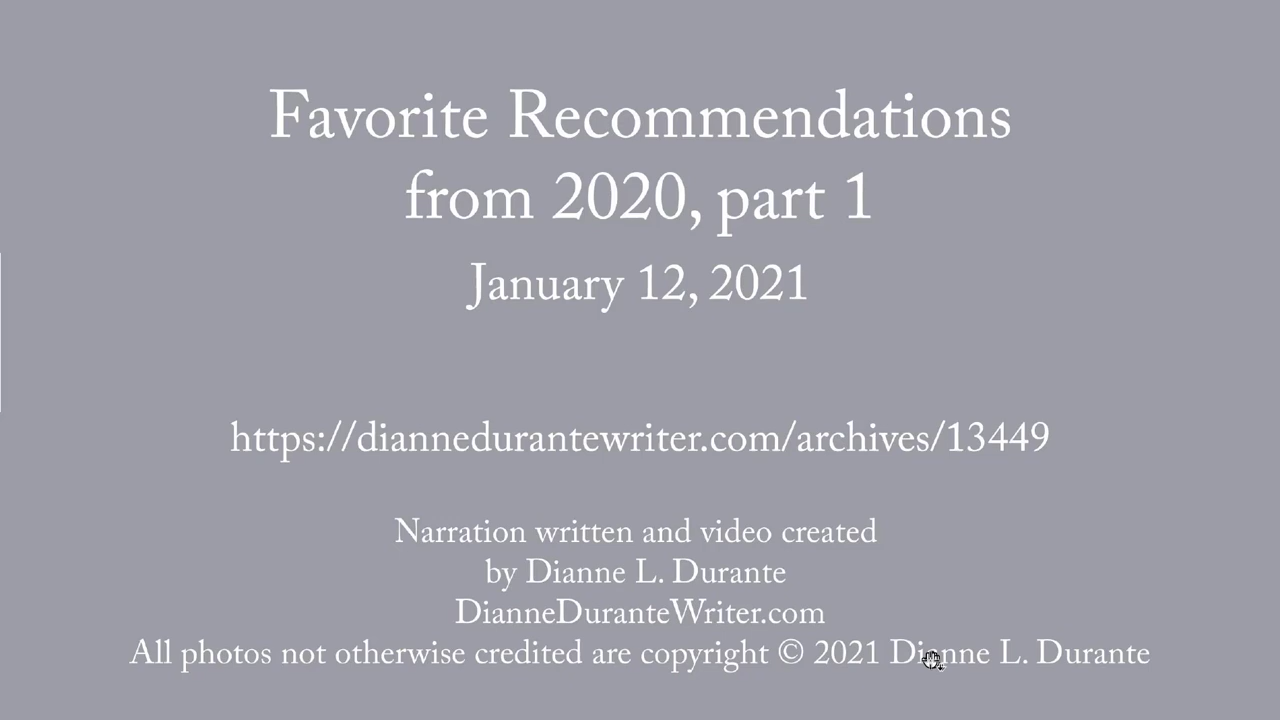 Favorite Recommendations
from 2020, part 1
January 12, 2021
https://diannedurantewriter.com/archives/13449
Narration written and video created
by Dianne L. Durante
DianneDuranteWriter.com
All photos not otherwise credited are copyright © 2021 Dianne L. Durante